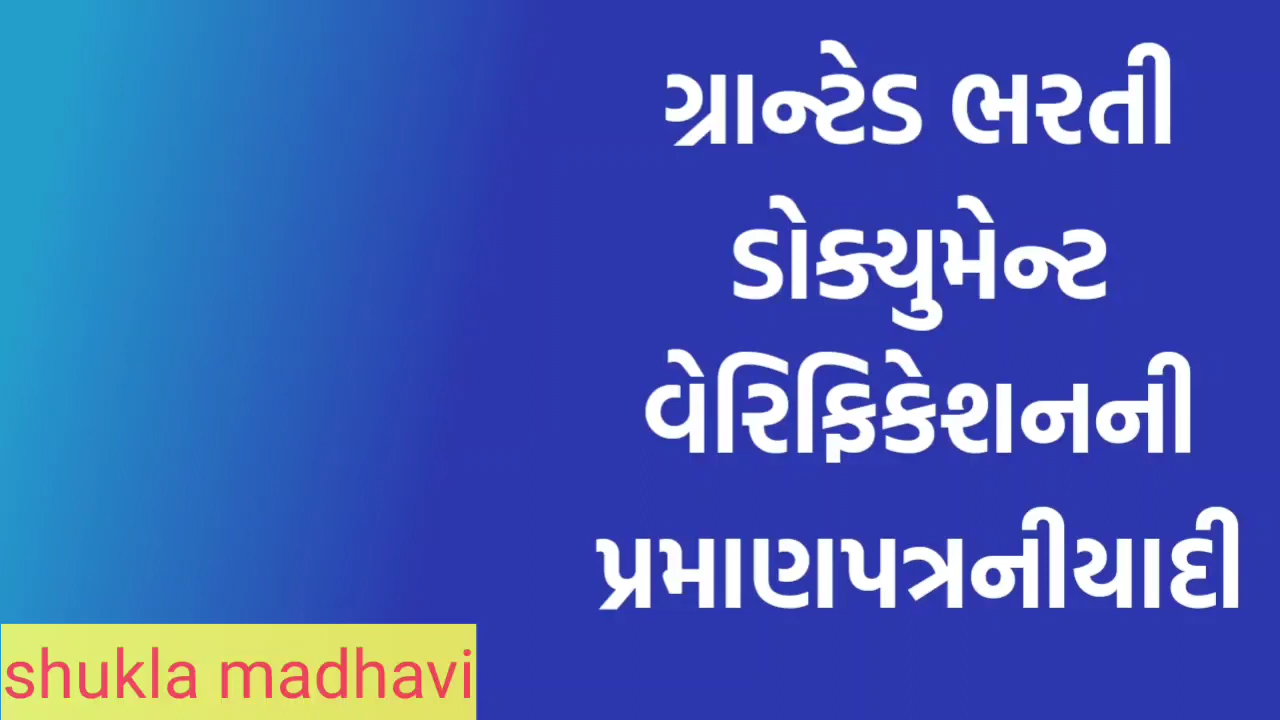 ગ્રાન્ટેડ ભરતી
ડોક્યુમેન્ટ
વેરિફિકેશનની
પ્રમાણપત્રનીયાદી
shukla madhavi